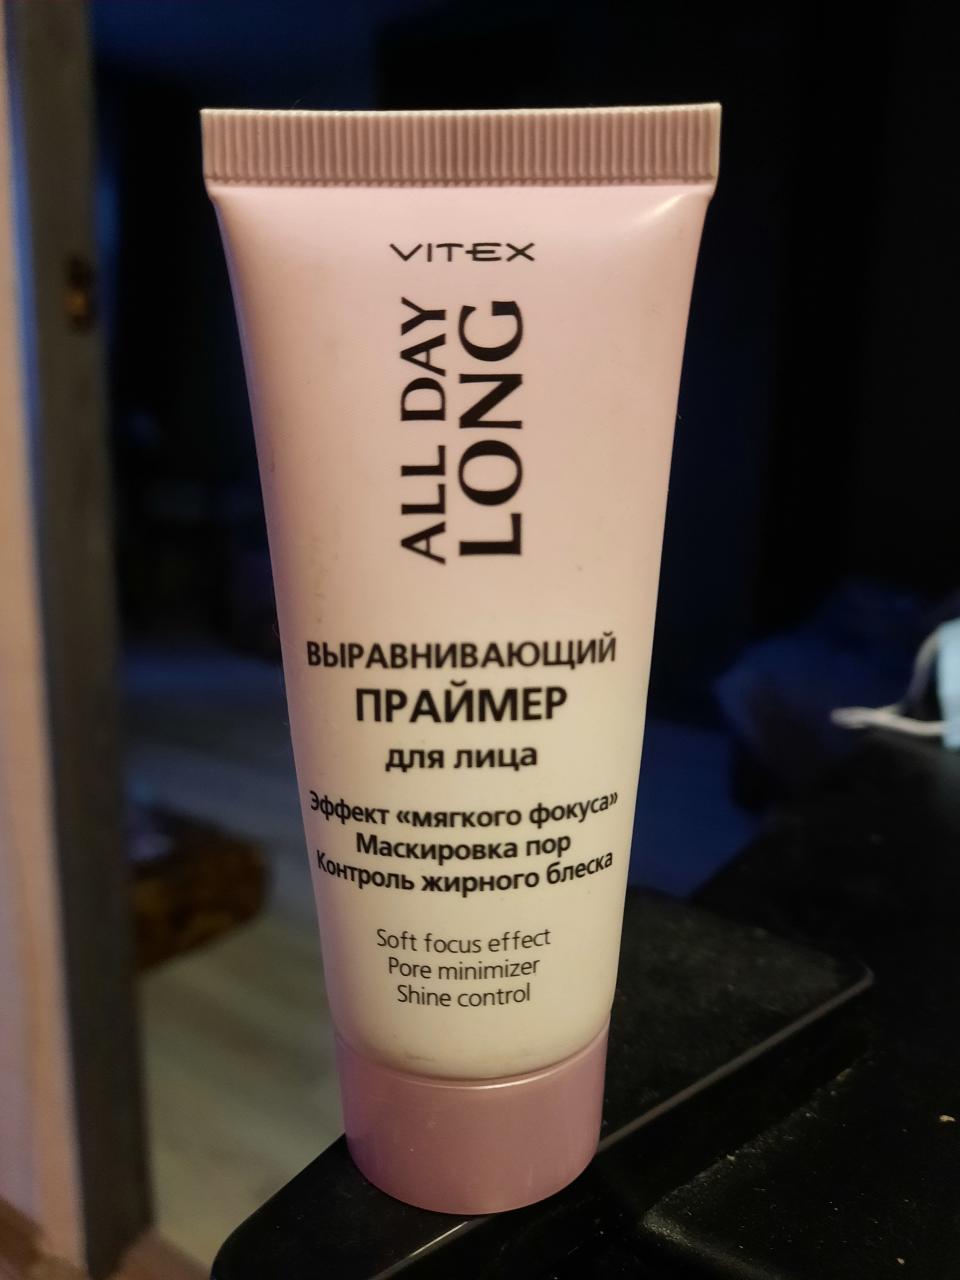 VITEX
ALL DAY
LONG
ВЫРАВНИВАЮЩИЙ
ПРАЙМЕР
для лица
Эффект «мягкого фокуса»
Маскировка пор
Контроль жирного блеска
Soft focus effect
Pore minimizer
Shine control